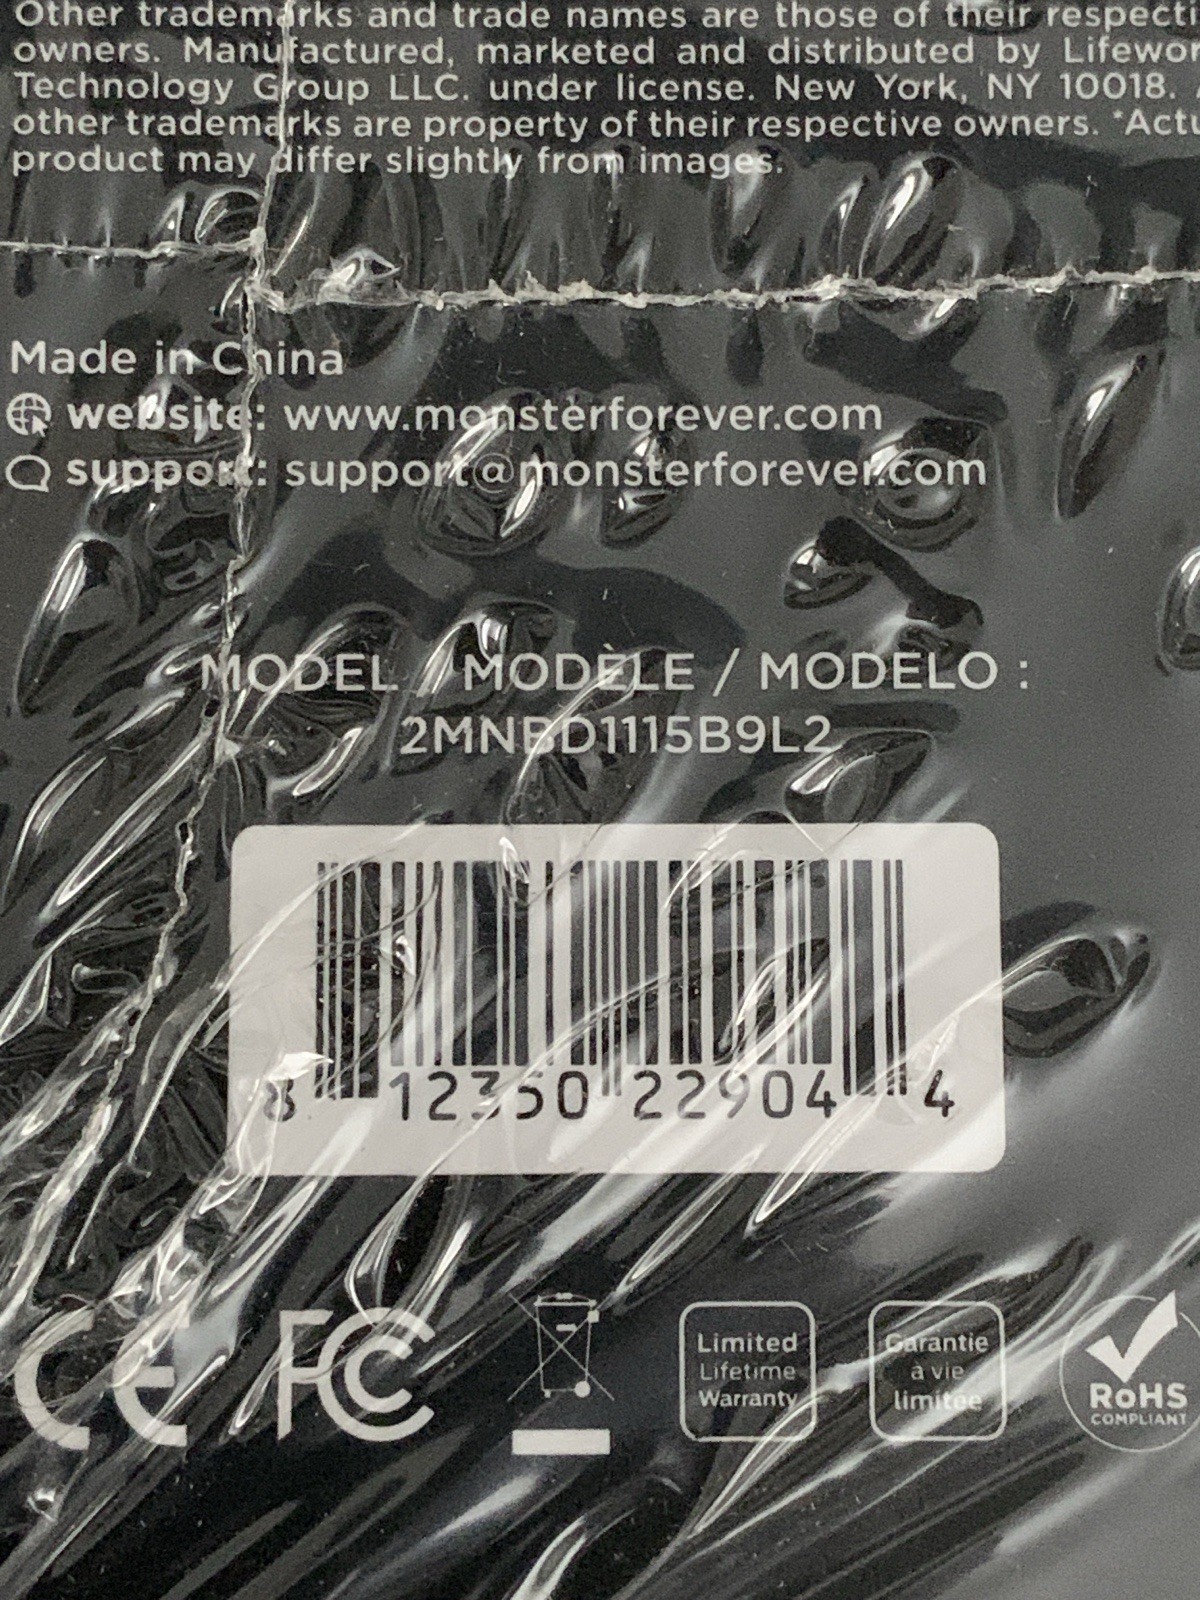 Other trademarks and trade names are those of their
owners. Manufactured, marketed and distributed by
Technology Group LLC. under license. New York, NY 10018.
other trademarks are property of their respective owners.
product may differ slightly from images.
Made in China
website: www.monsterforever.com
support: support@monsterforever.com
MODEL / MODÈLE / MODELO :
2MNBD1115B9L2
8 12350 22904 4
CE FC
Limited
Lifetime
Warranty
Garantie
à vie
limitée
RoHS
COMPLIANT